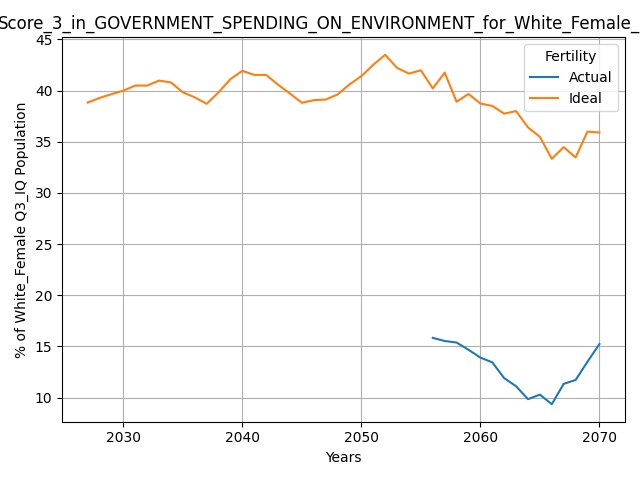 Score_3_in_GOVERNMENT_SPENDING_ON_ENVIRONMENT_for_White_Female_
45
40
35
30
25
20
15
10
% of White_Female Q3_IQ Population
Fertility
Actual
Ideal
2030 2040 2050 2060 2070
Years